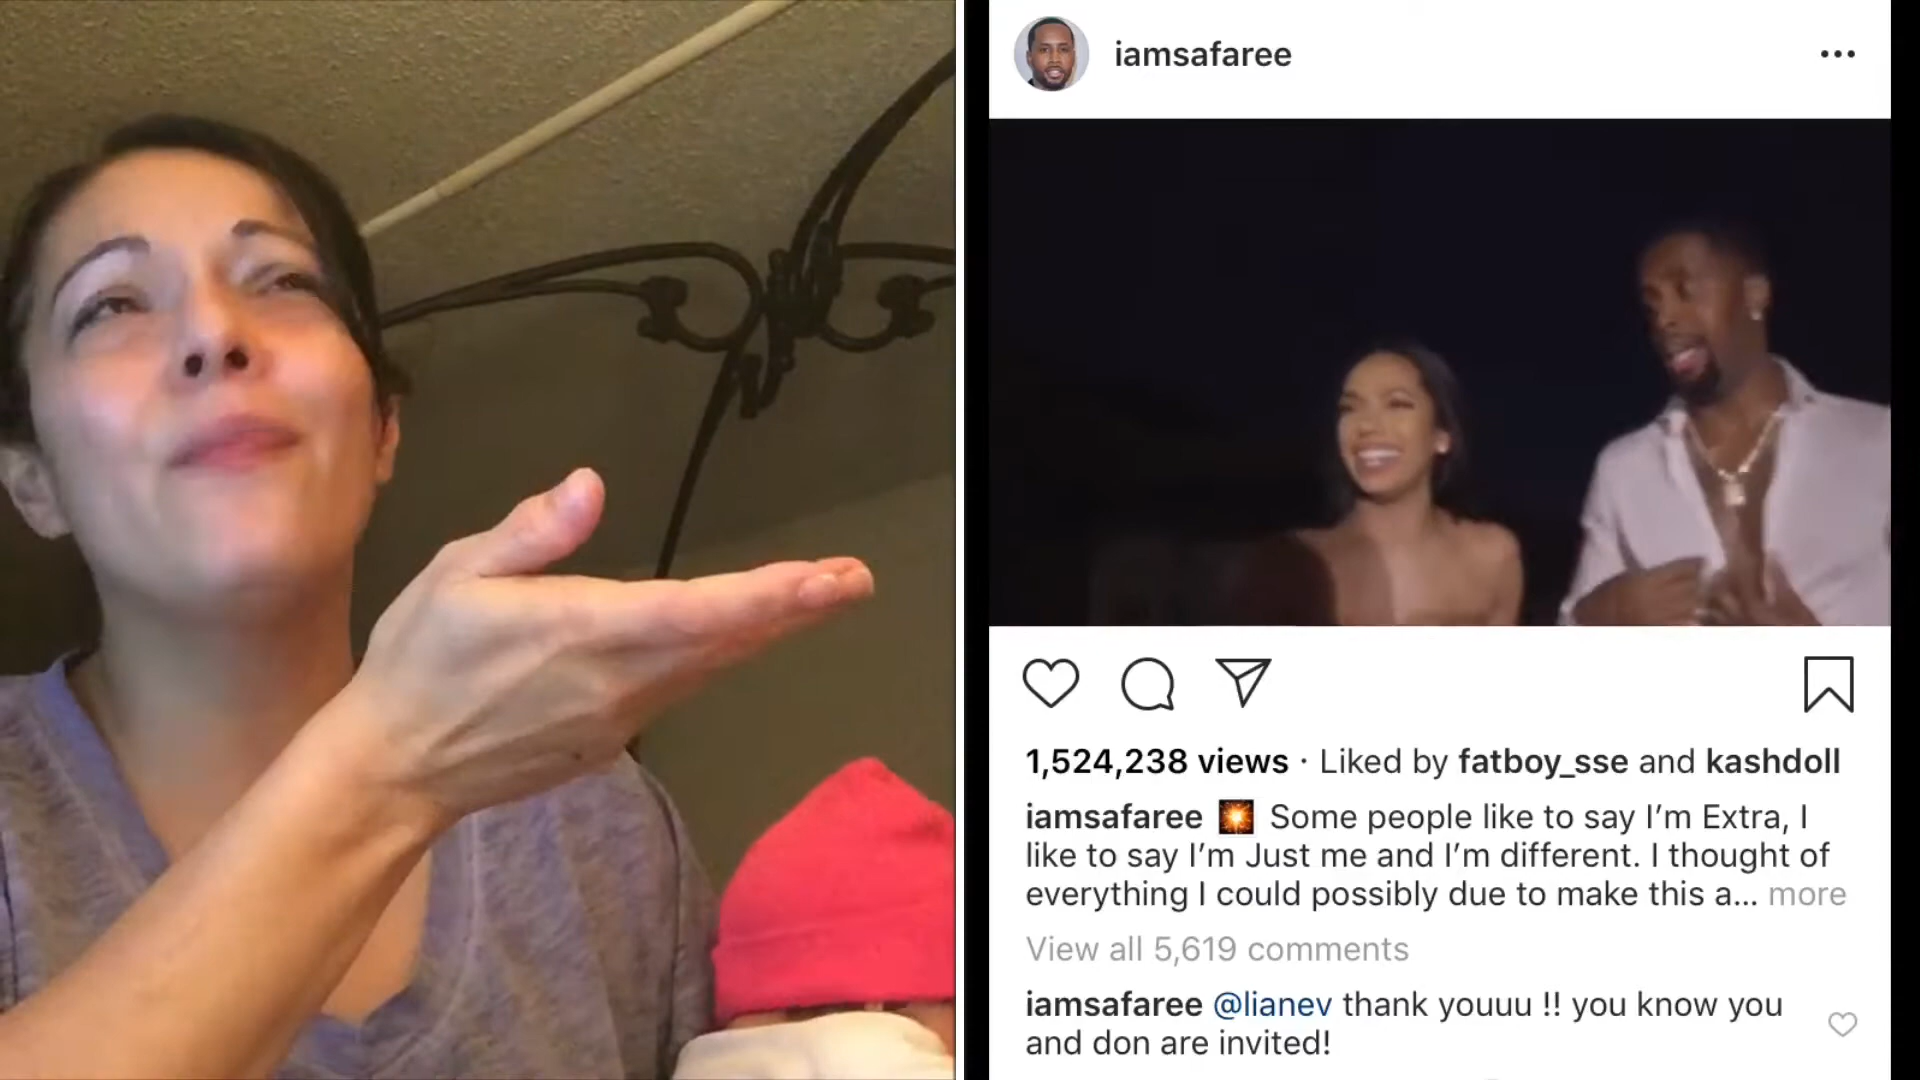 iamsafaree
1,524,238 views · Liked by fatboy_sse and kashdoll
iamsafaree 💥 Some people like to say I'm Extra, I
like to say I'm Just me and I'm different. I thought of
everything I could possibly due to make this a... more
View all 5,619 comments
iamsafaree @lianev thank youuu !! you know you
and don are invited!